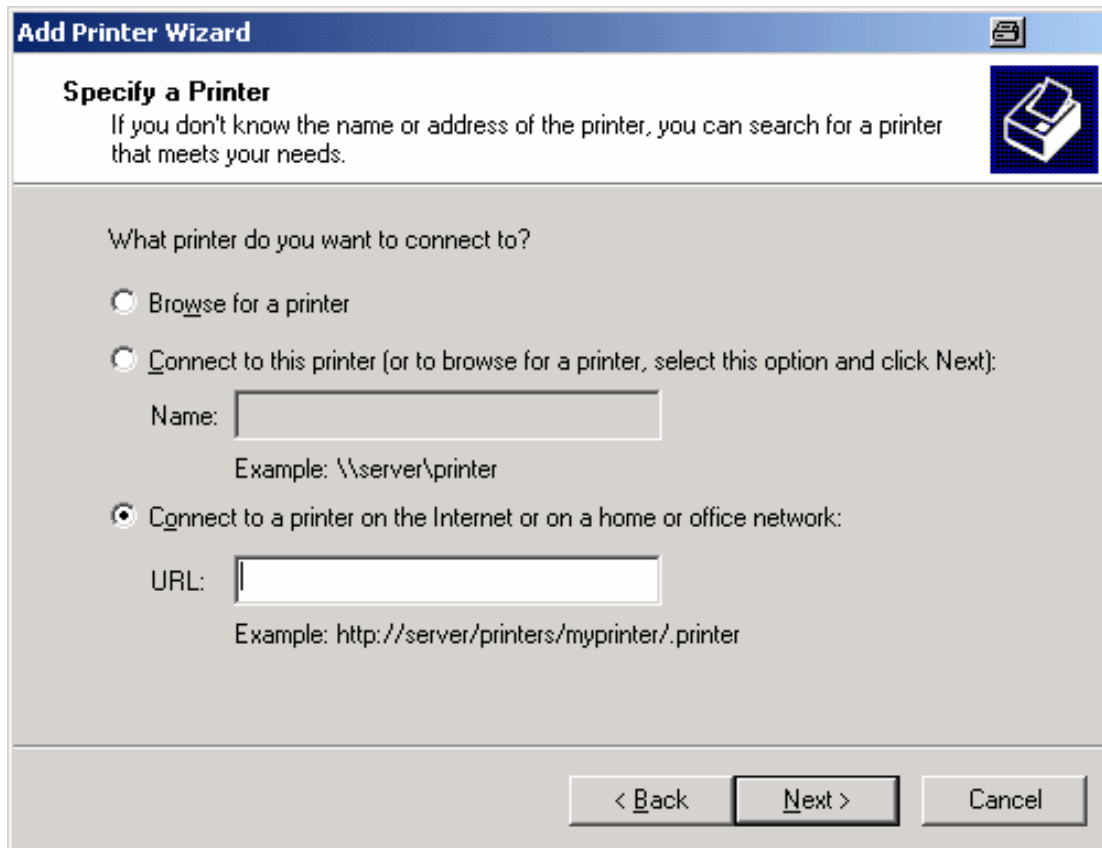 Add Printer Wizard
Specify a Printer
If you don't know the name or address of the printer, you can search for a printer
that meets your needs.
What printer do you want to connect to?
Browse for a printer
Connect to this printer (or to browse for a printer, select this option and click Next):
Name:
Example: \\server\printer
Connect to a printer on the Internet or on a home or office network:
URL:
Example: http://server/printers/myprinter/.printer
< Back Next > Cancel